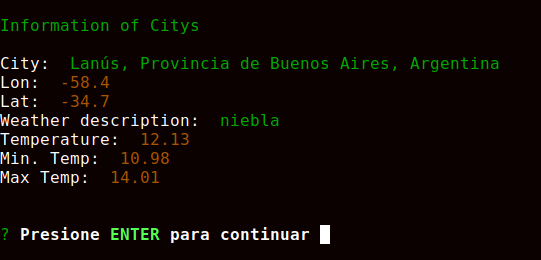 Information of Citys
City: Lanús, Provincia de Buenos Aires, Argentina
Lon: -58.4
Lat: -34.7
Weather description: niebla
Temperature: 12.13
Min. Temp: 10.98
Max Temp: 14.01
? Presione ENTER para continuar